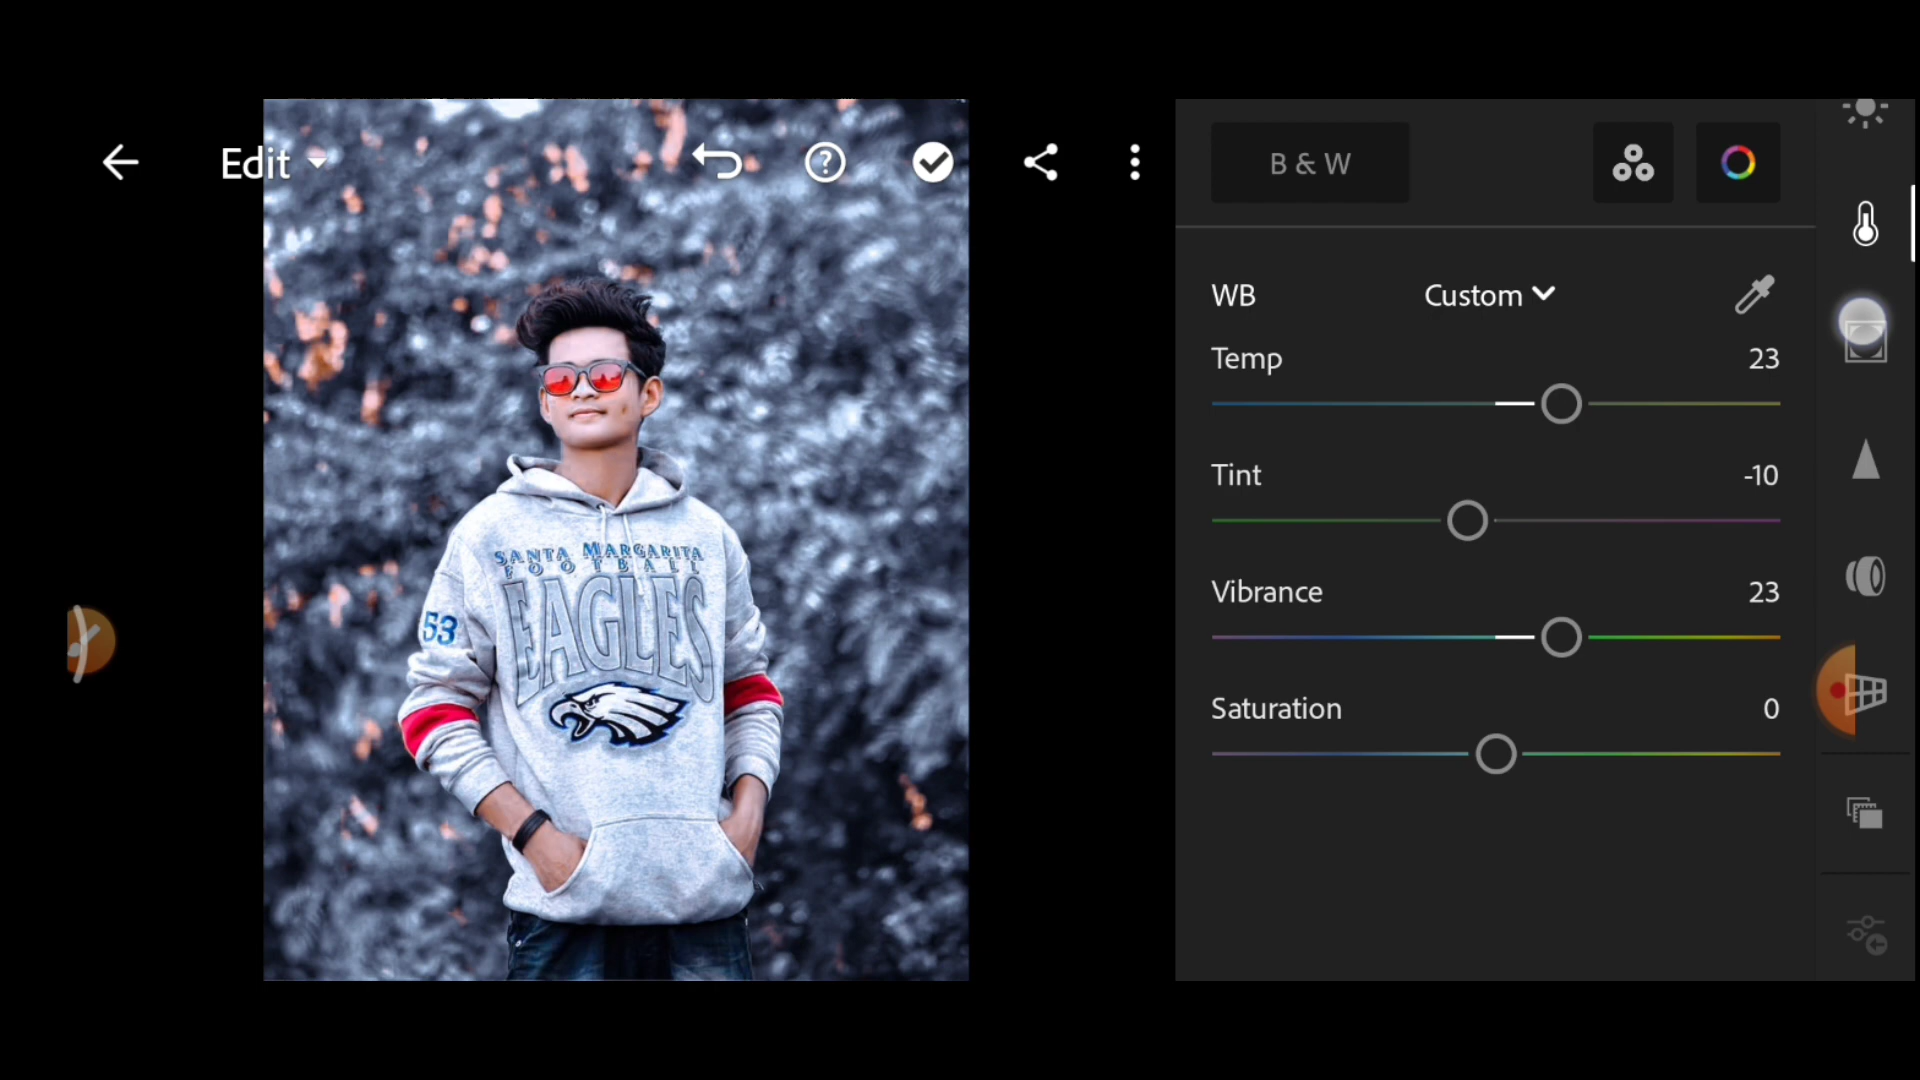 Edit
B & W
WB
Custom
Temp
23
Tint
-10
Vibrance
23
Saturation
0
SANTA MARGARITA
FOOTBALL
EAGLES
53